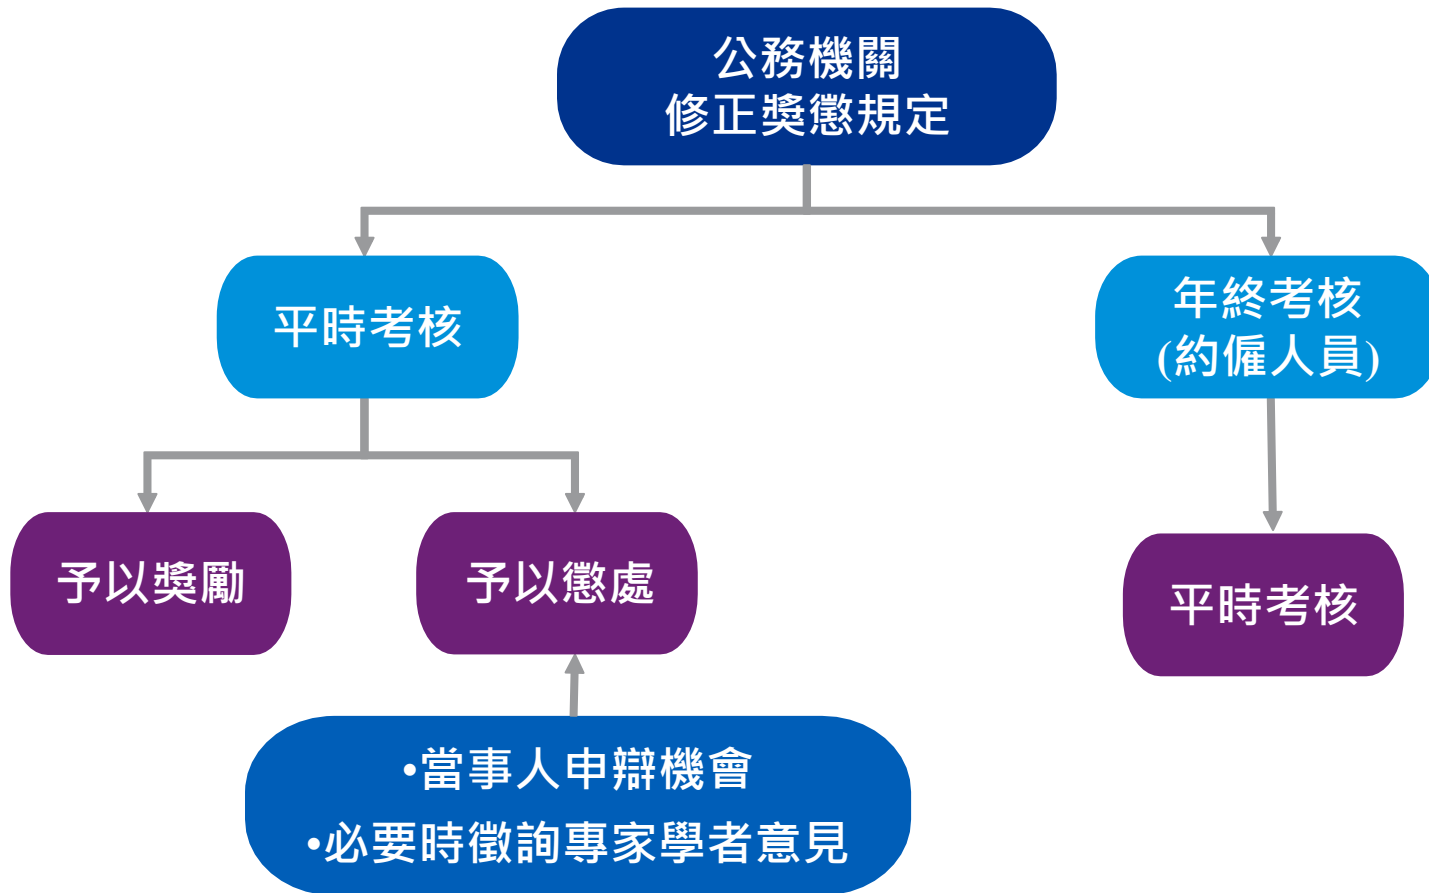 公務機關
修正獎懲規定
平時考核
年終考核
(約僱人員)
予以獎勵
予以懲處
平時考核
•當事人申辯機會
•必要時徵詢專家學者意見